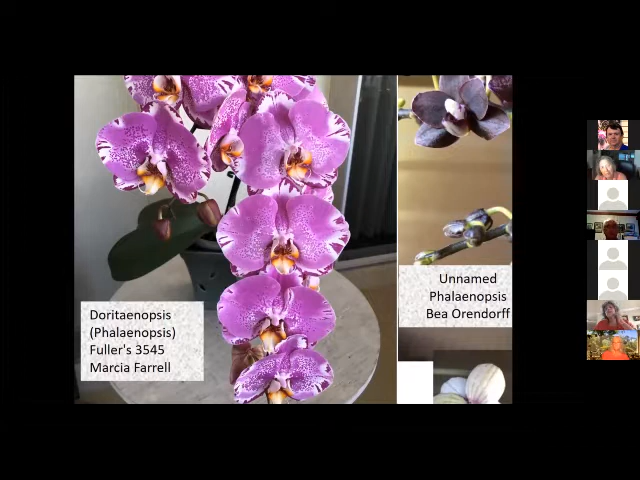 Doritaenopsis
(Phalaenopsis)
Fuller's 3545
Marcia Farrell
Unnamed
Phalaenopsis
Bea Orendorff